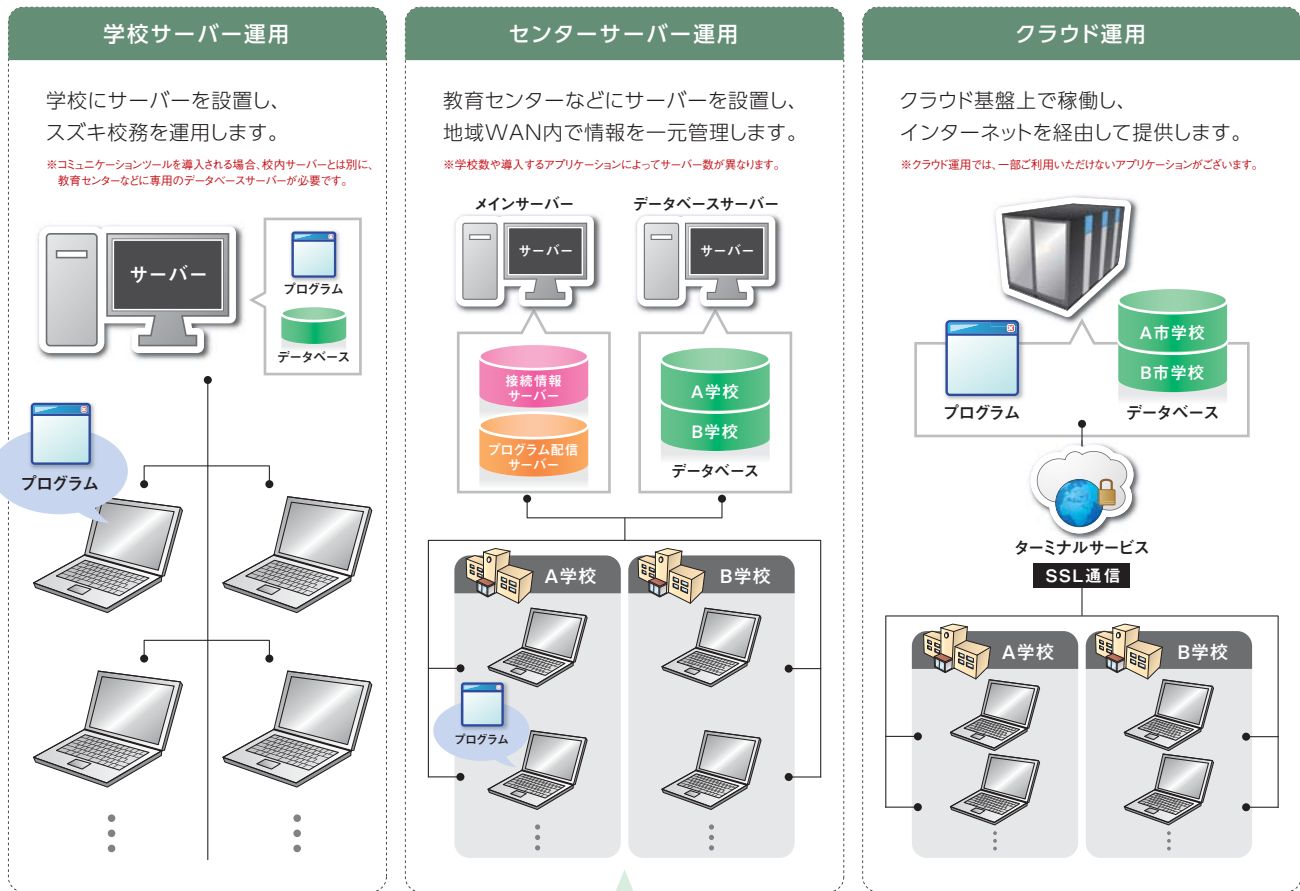 学校サーバー運用
学校にサーバーを設置し、
スズキ校務を運用します。
※コミュニケーションツールを導入される場合、校内サーバーとは別に、
教育センターなどに専用のデータベースサーバーが必要です。
サーバー
プログラム
データベース
プログラム
センターサーバー運用
教育センターなどにサーバーを設置し、
地域WAN内で情報を一元管理します。
※学校数や導入するアプリケーションによってサーバー数が異なります。
メインサーバー
データベースサーバー
サーバー
サーバー
接続情報
サーバー
プログラム配信
サーバー
A学校
B学校
データベース
A学校
B学校
プログラム
クラウド運用
クラウド基盤上で稼働し、
インターネットを経由して提供します。
※クラウド運用では、一部ご利用いただけないアプリケーションがございます。
プログラム
A市学校
B市学校
データベース
ターミナルサービス
SSL通信
A学校
B学校